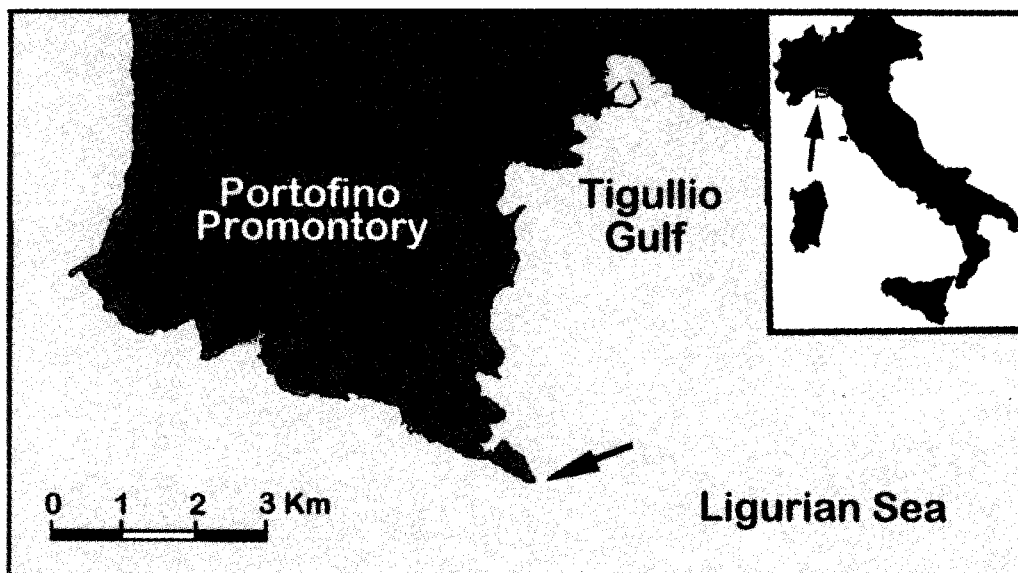 Portofino
Promontory
Tigullio
Gulf
0 1 2 3 Km
Ligurian Sea